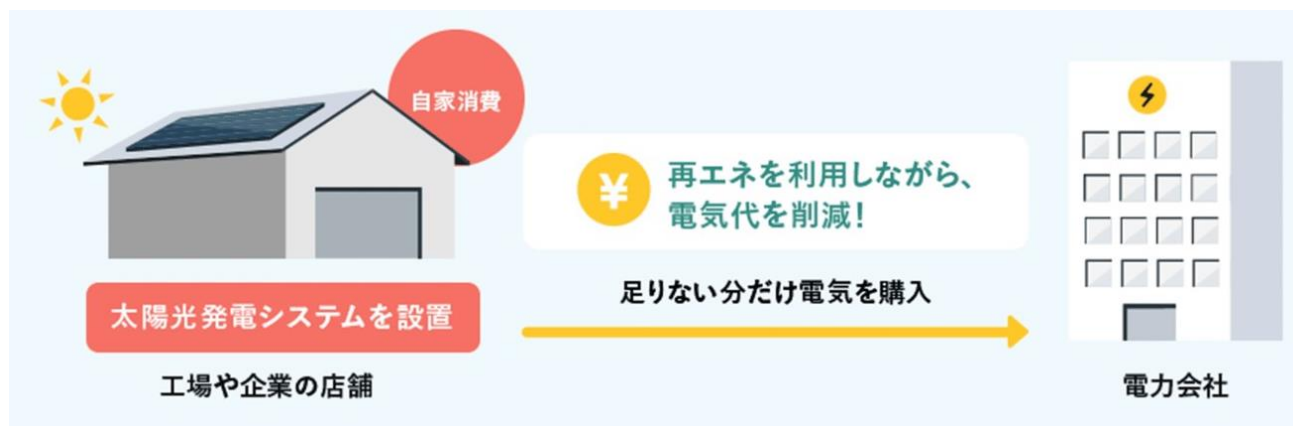 自家消費
¥
再エネを利用しながら、
電気代を削減!
太陽光発電システムを設置
足りない分だけ電気を購入
工場や企業の店舗
電力会社